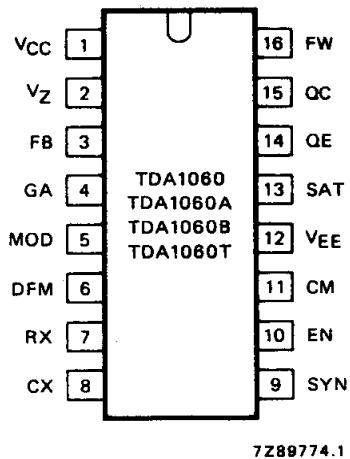 VCC 1 16 FW
VZ 2 15 QC
FB 3 14 QE
GA 4 13 SAT
MOD 5 12 VEE
DFM 6 11 CM
RX 7 10 EN
CX 8 9 SYN
TDA1060
TDA1060A
TDA1060B
TDA1060T
7Z89774.1